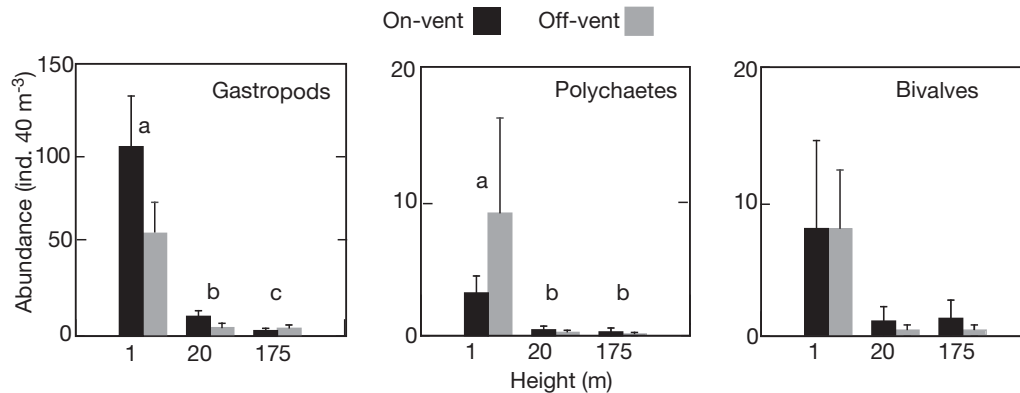 On-vent Off-vent
Abundance (ind. 40 m⁻³)
150
100
50
0
Gastropods
a
b
c
1 20 175
20
10
0
Polychaetes
a
b b
1 20 175
Height (m)
20
10
0
Bivalves
1 20 175